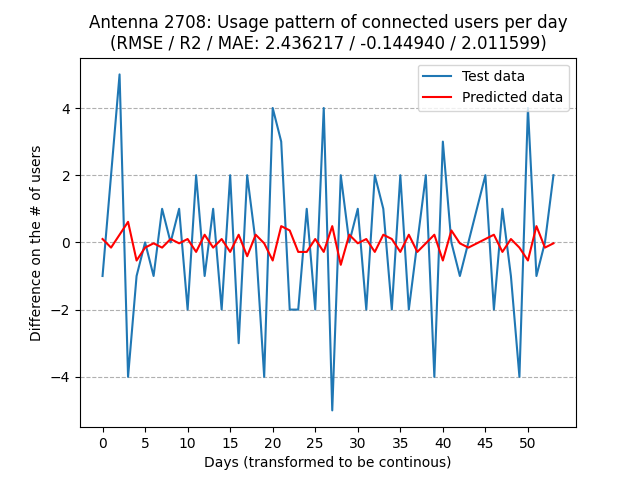 Antenna 2708: Usage pattern of connected users per day
(RMSE / R2 / MAE: 2.436217 / -0.144940 / 2.011599)
Test data
Predicted data
Difference on the # of users
4
2
0
−2
−4
0 5 10 15 20 25 30 35 40 45 50
Days (transformed to be continous)